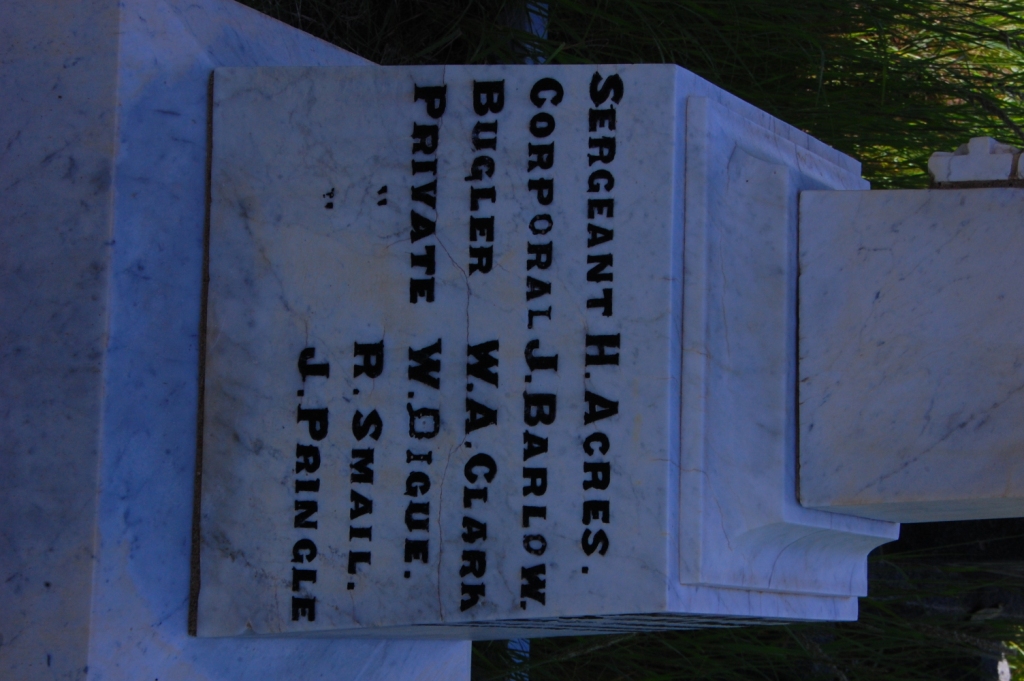 SERGEANT H. ACRES.
CORPORAL J. BARLOW.
BUGLER W. A. CLARK
PRIVATE W. DIGUE.
" R. SMAIL.
" J. PRINGLE